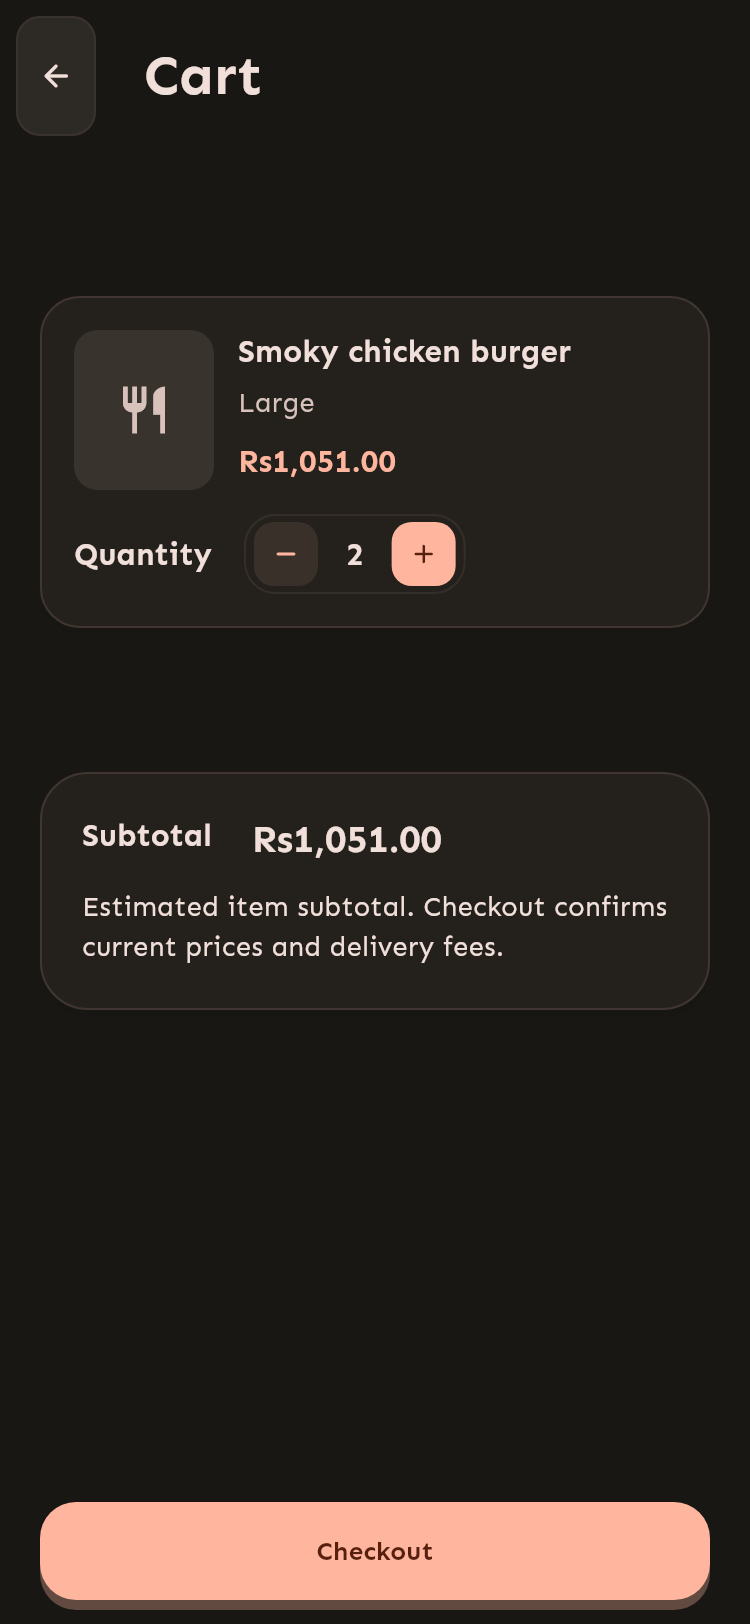 Cart
Smoky chicken burger
Large
Rs1,051.00
Quantity
2
Subtotal Rs1,051.00
Estimated item subtotal. Checkout confirms
current prices and delivery fees.
Checkout